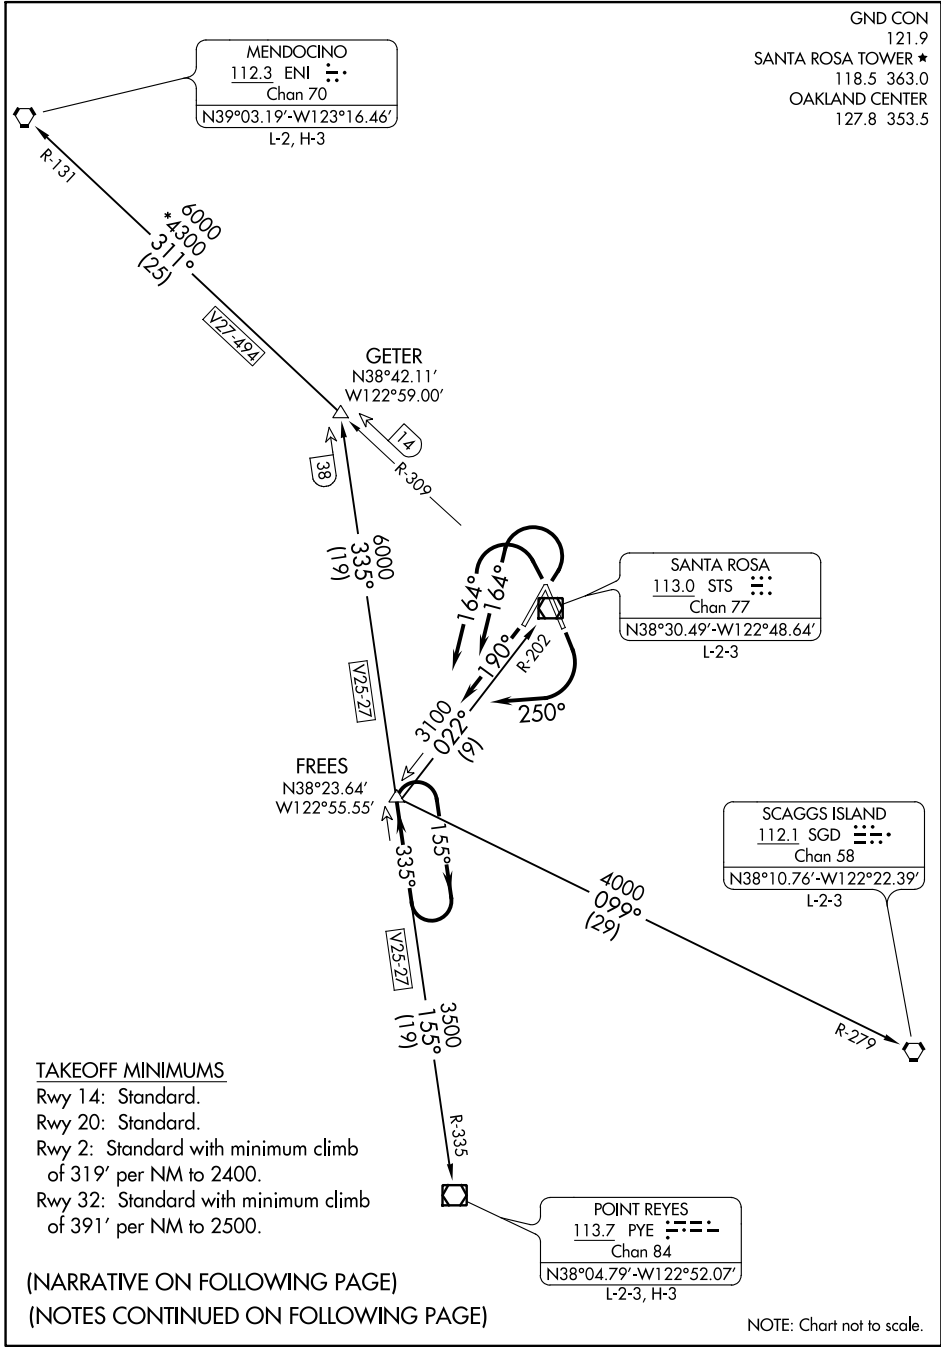 GND CON
121.9
SANTA ROSA TOWER ★
118.5 363.0
OAKLAND CENTER
127.8 353.5
MENDOCINO
112.3 ENI
Chan 70
N39°03.19'-W123°16.46'
L-2, H-3
R-131
6000
*4300
311°
(25)
V27-494
GETER
N38°42.11'
W122°59.00'
14
38
R-309
6000
335°
(19)
164°
164°
SANTA ROSA
113.0 STS
Chan 77
N38°30.49'-W122°48.64'
L-2-3
190°
R-202
250°
3100
022°
(9)
V25-27
FREES
N38°23.64'
W122°55.55'
155°
335°
SCAGGS ISLAND
112.1 SGD
Chan 58
N38°10.76'-W122°22.39'
L-2-3
4000
099°
(29)
R-279
V25-27
3500
155°
(19)
R-335
TAKEOFF MINIMUMS
Rwy 14: Standard.
Rwy 20: Standard.
Rwy 2: Standard with minimum climb
of 319' per NM to 2400.
Rwy 32: Standard with minimum climb
of 391' per NM to 2500.
POINT REYES
113.7 PYE
Chan 84
N38°04.79'-W122°52.07'
L-2-3, H-3
(NARRATIVE ON FOLLOWING PAGE)
(NOTES CONTINUED ON FOLLOWING PAGE)
NOTE: Chart not to scale.